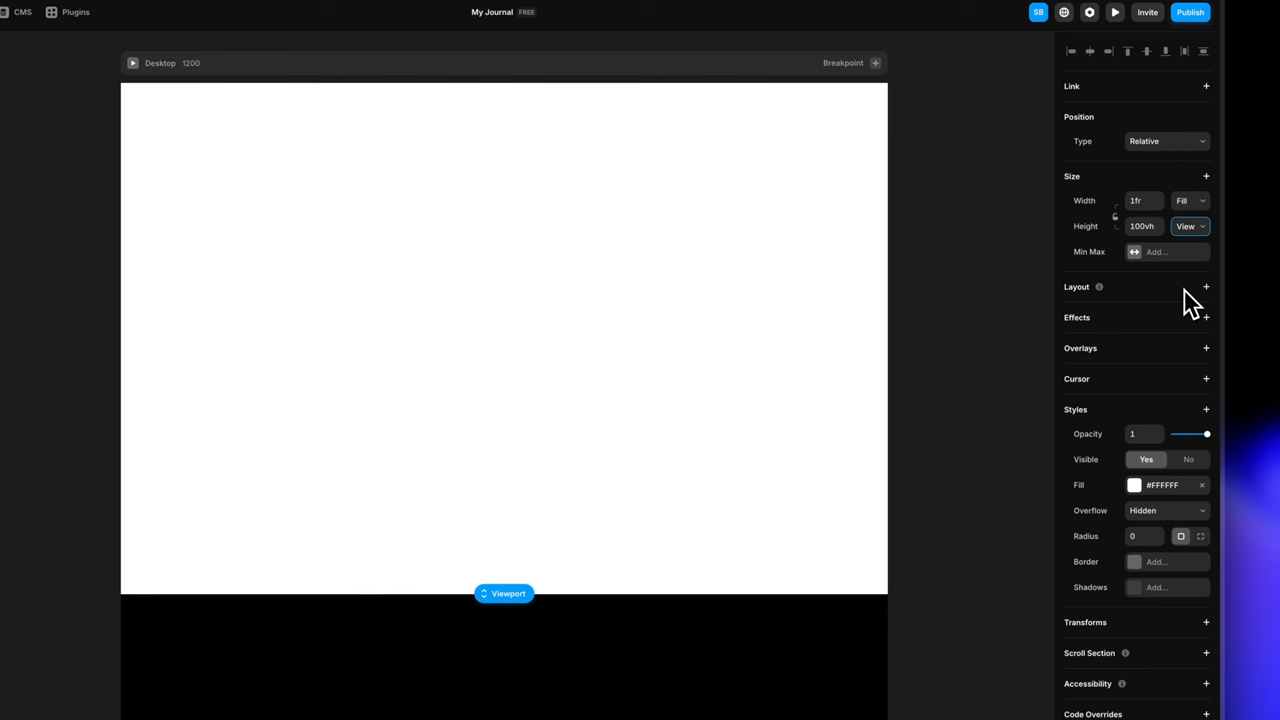 CMS Plugins My Journal FREE SB Invite Publish
Desktop 1200 Breakpoint
Link
Position
Type Relative
Size
Width 1fr Fill
Height 100vh View
Min Max Add...
Layout
Effects
Overlays
Cursor
Styles
Opacity 1
Visible Yes No
Fill #FFFFFF
Overflow Hidden
Radius 0
Border Add...
Shadows Add...
Viewport
Transforms
Scroll Section
Accessibility
Code Overrides